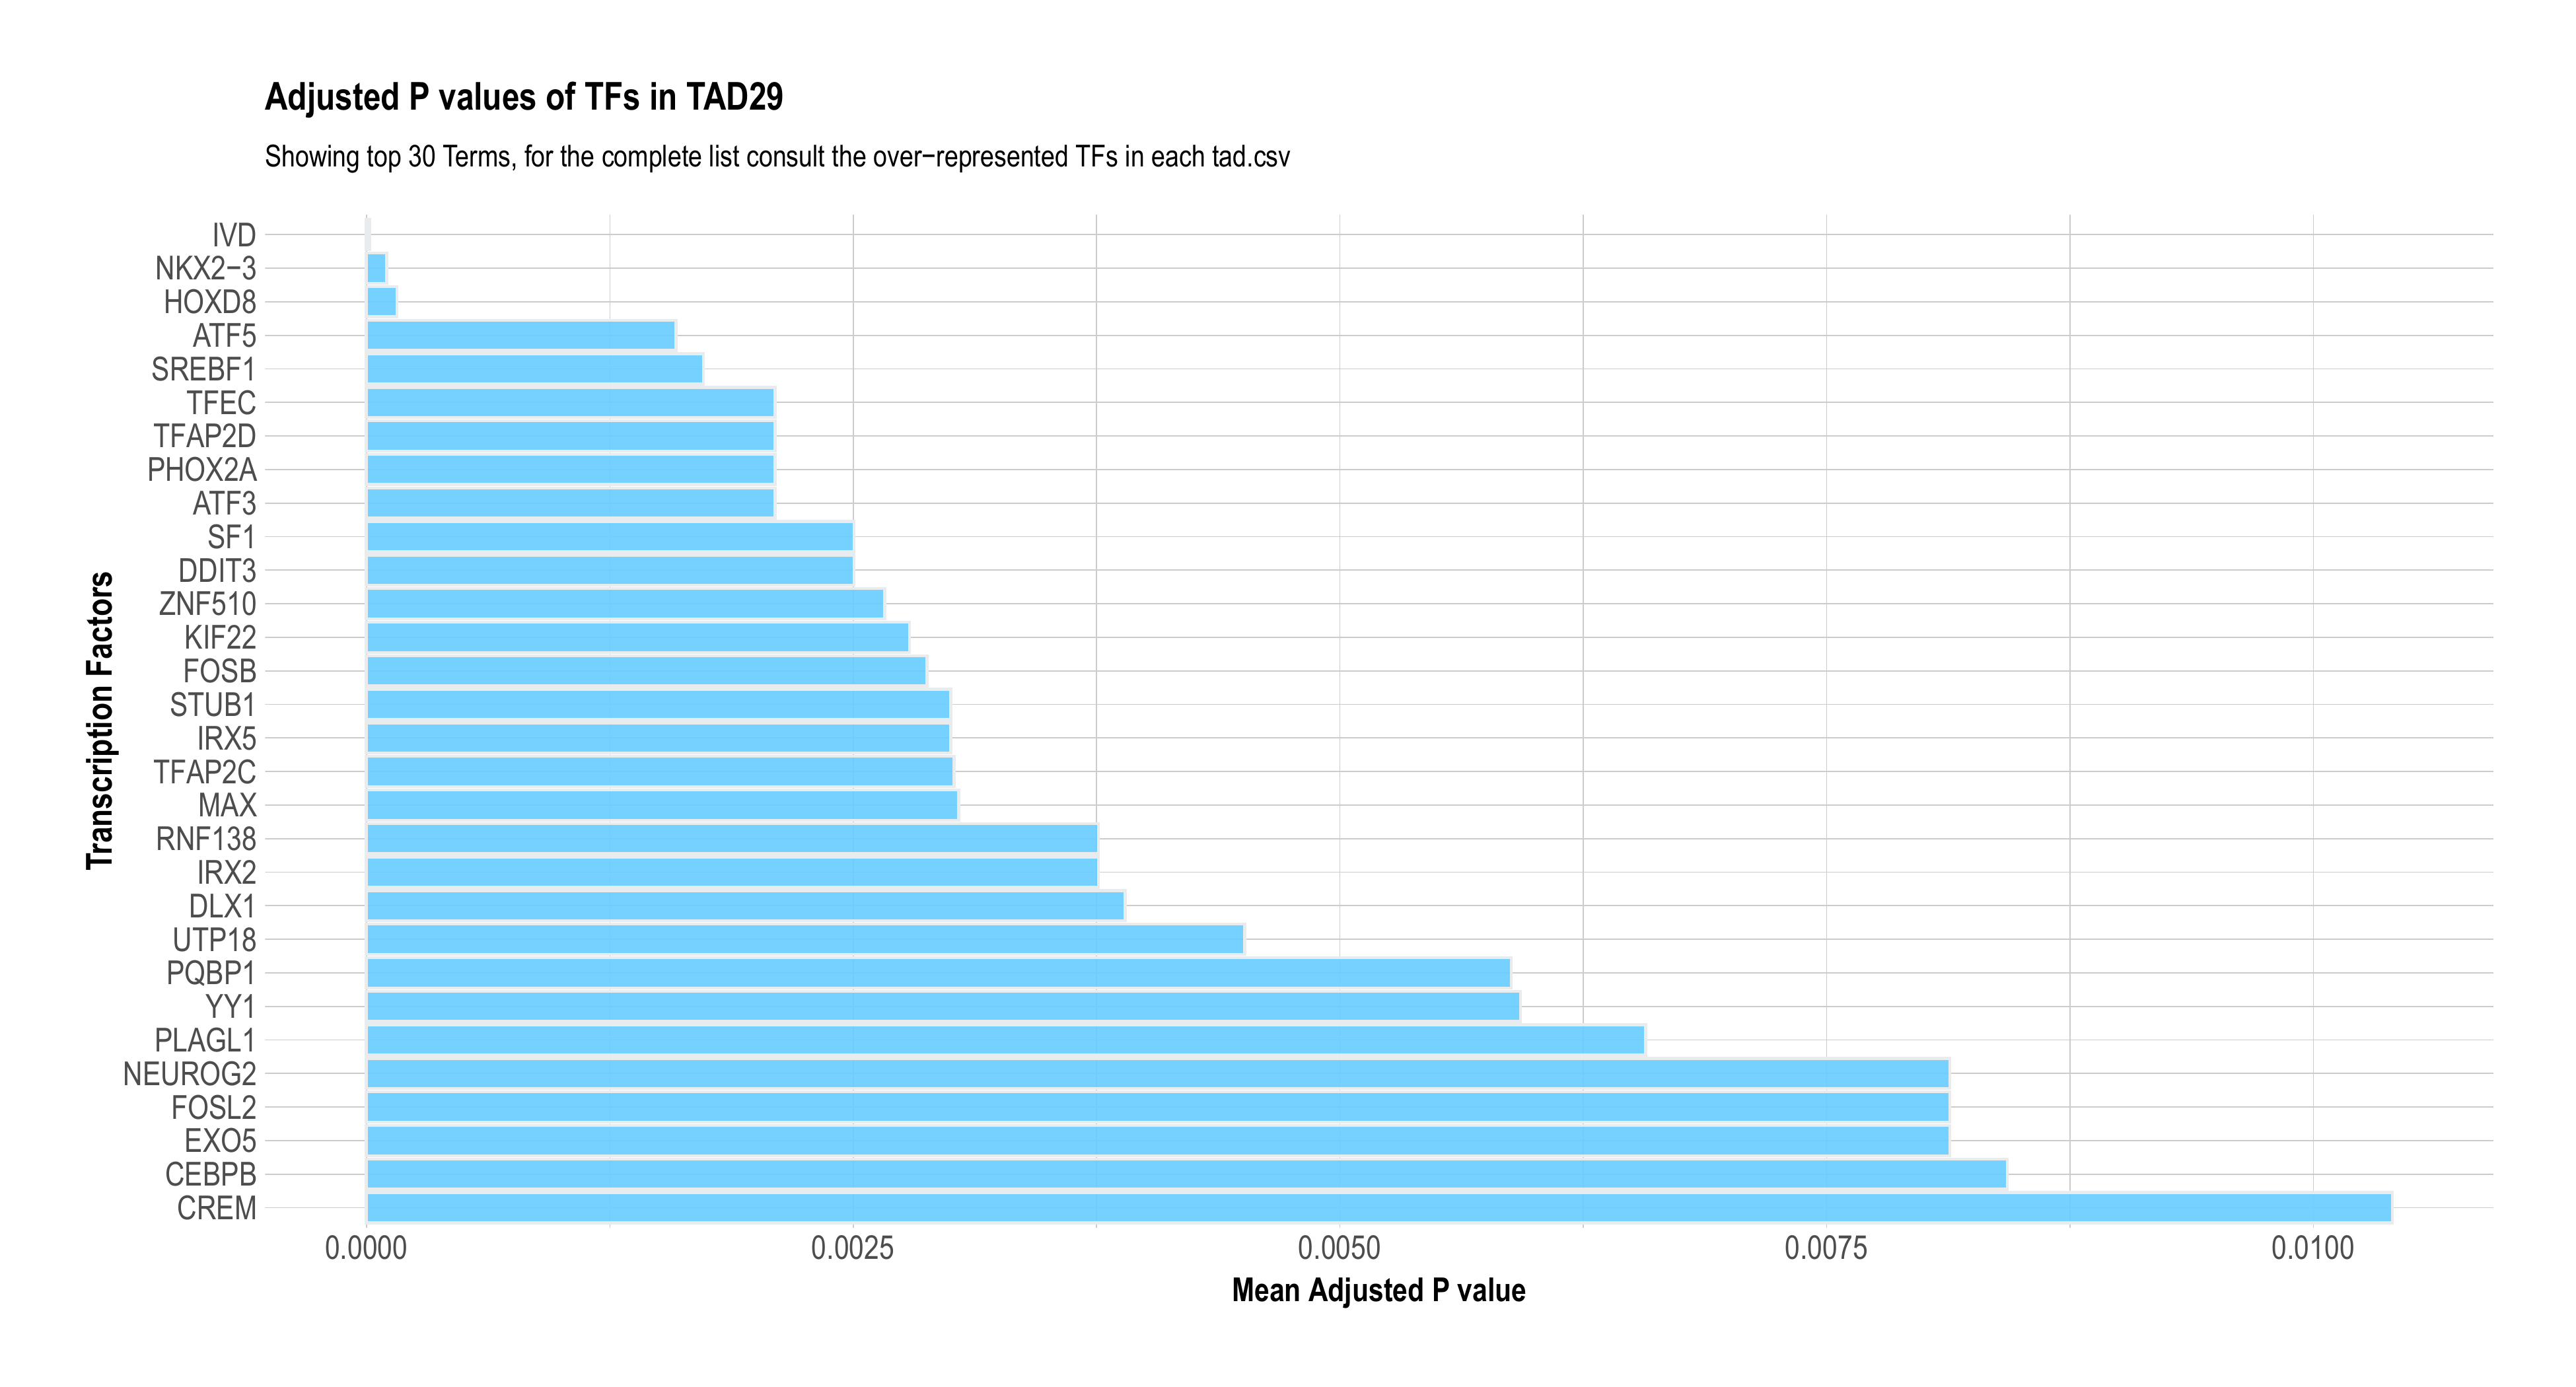 Adjusted P values of TFs in TAD29
Showing top 30 Terms, for the complete list consult the over−represented TFs in each tad.csv
Transcription Factors
IVD
NKX2−3
HOXD8
ATF5
SREBF1
TFEC
TFAP2D
PHOX2A
ATF3
SF1
DDIT3
ZNF510
KIF22
FOSB
STUB1
IRX5
TFAP2C
MAX
RNF138
IRX2
DLX1
UTP18
PQBP1
YY1
PLAGL1
NEUROG2
FOSL2
EXO5
CEBPB
CREM
0.0000 0.0025 0.0050 0.0075 0.0100
Mean Adjusted P value